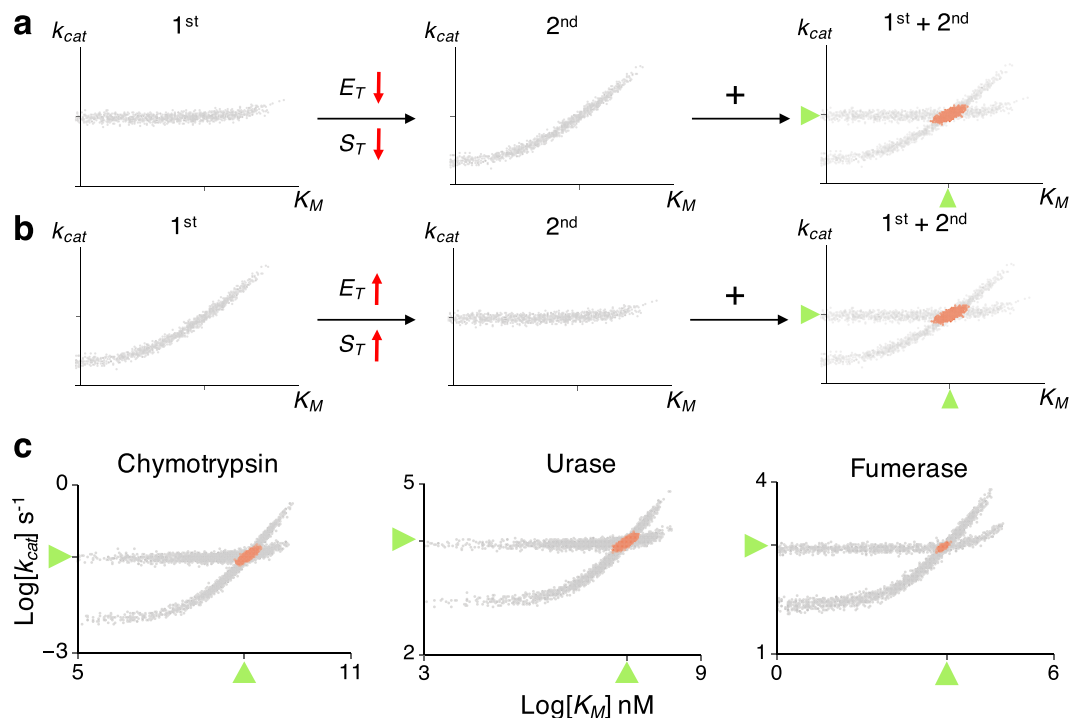 a
1st
2nd
1st + 2nd
kcat
kcat
kcat
ET
+
ST
KM
KM
KM
b
1st
2nd
1st + 2nd
kcat
kcat
kcat
ET
+
ST
KM
KM
KM
c
Chymotrypsin
Urase
Fumerase
0
5
4
Log[kcat] s-1
−3
2
1
5
11
3
9
0
6
Log[KM] nM